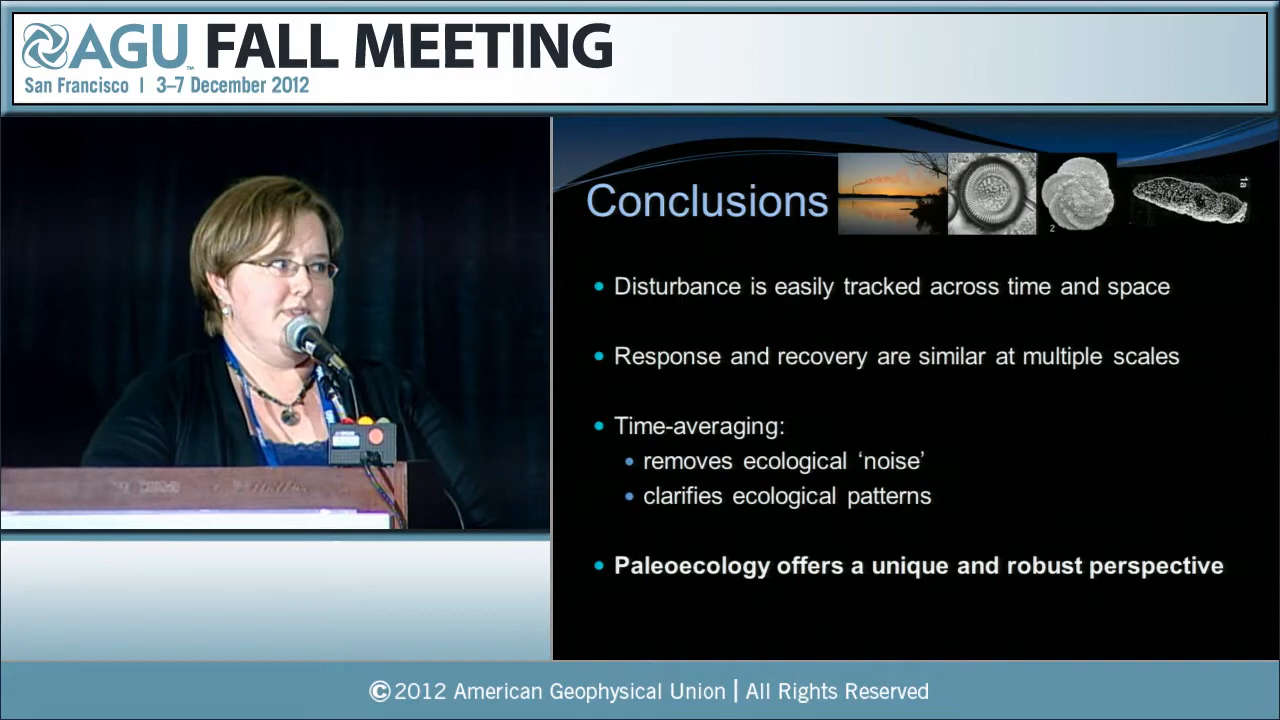 AGU FALL MEETING
San Francisco | 3–7 December 2012
Conclusions
2
1a
• Disturbance is easily tracked across time and space
• Response and recovery are similar at multiple scales
• Time-averaging:
• removes ecological ‘noise’
• clarifies ecological patterns
• Paleoecology offers a unique and robust perspective
©2012 American Geophysical Union | All Rights Reserved